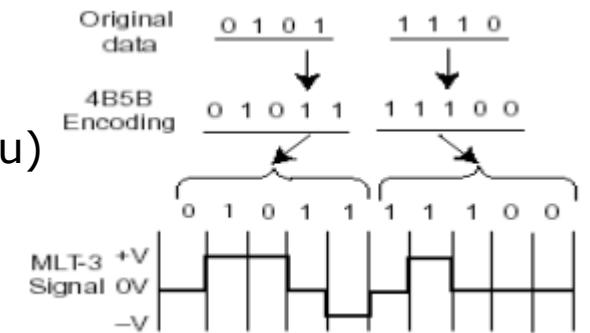 Original data 0 1 0 1 1 1 1 0
4B5B Encoding 0 1 0 1 1 1 1 1 0 0
u)
0 1 0 1 1 1 1 1 0 0
MLT-3 Signal +V 0V –V